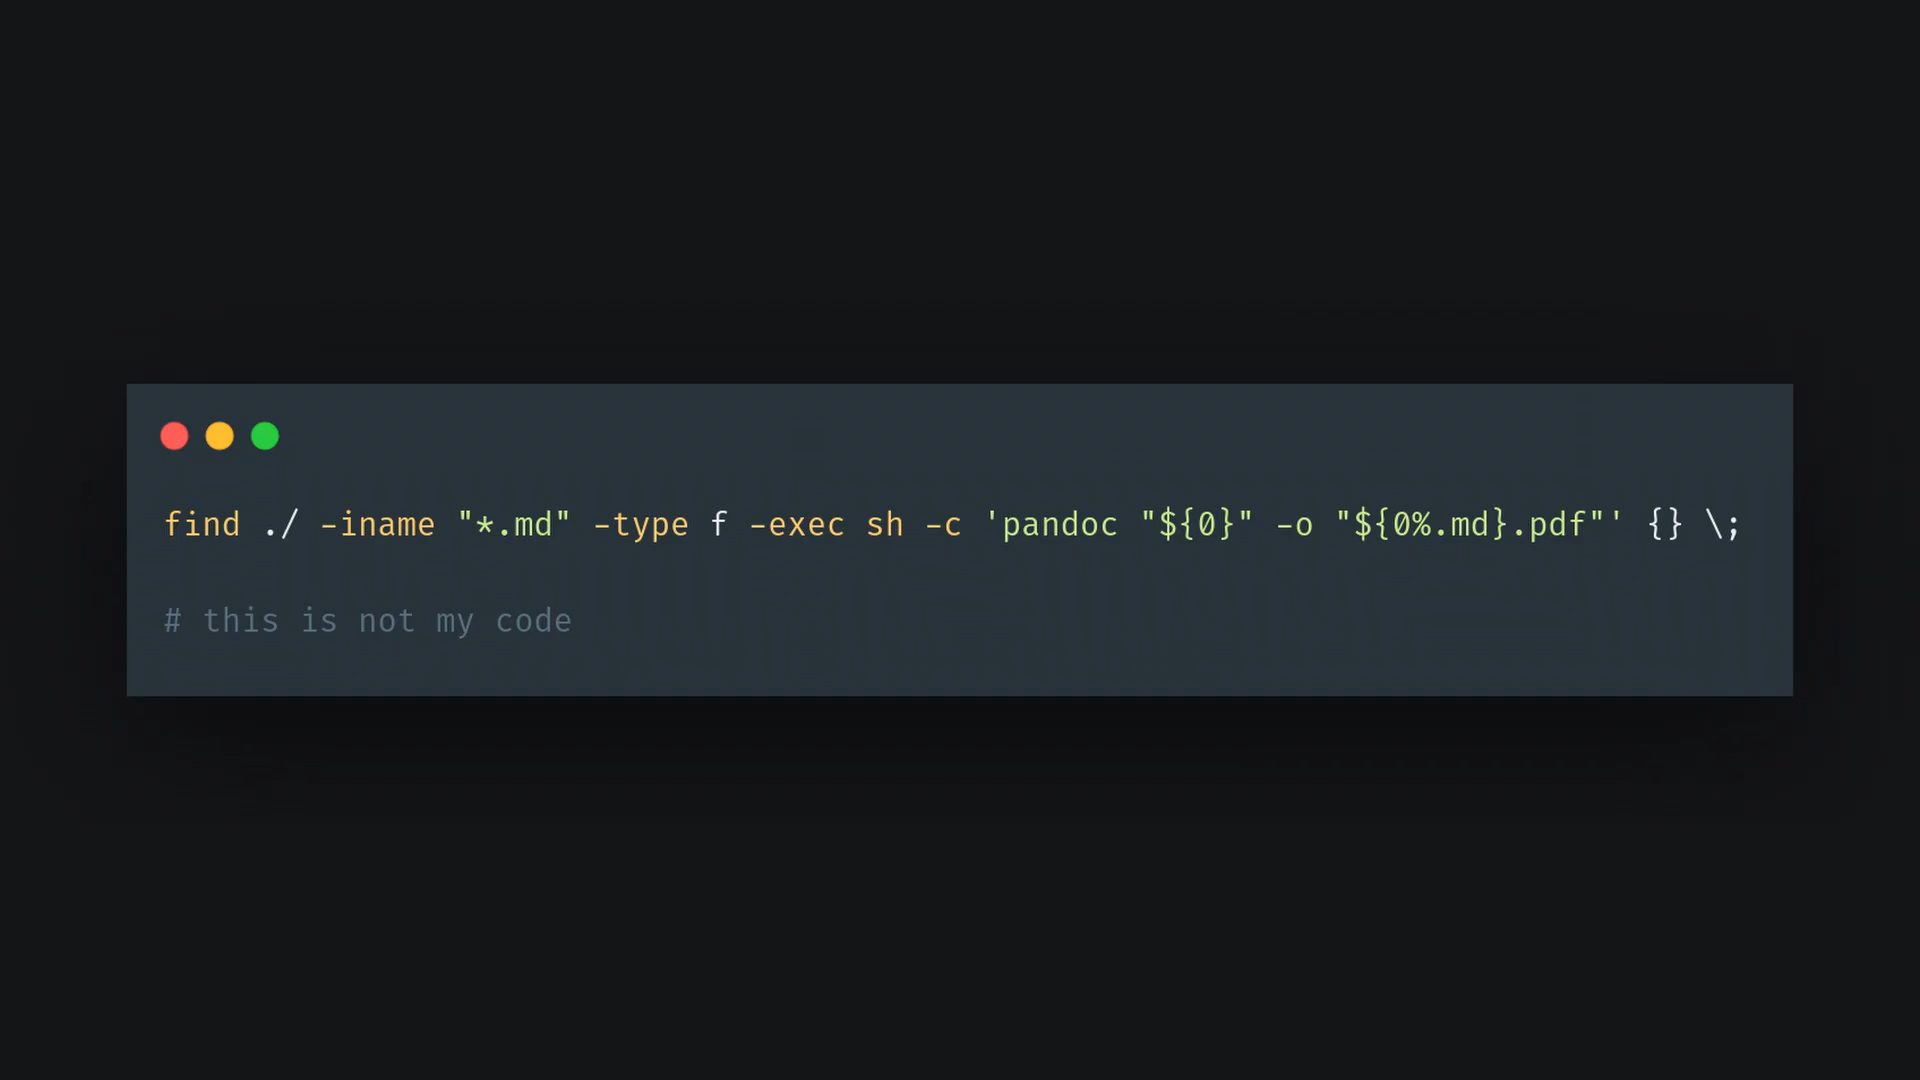 find ./ -iname "*.md" -type f -exec sh -c 'pandoc "${0}" -o "${0%.md}.pdf"' {} \;
# this is not my code